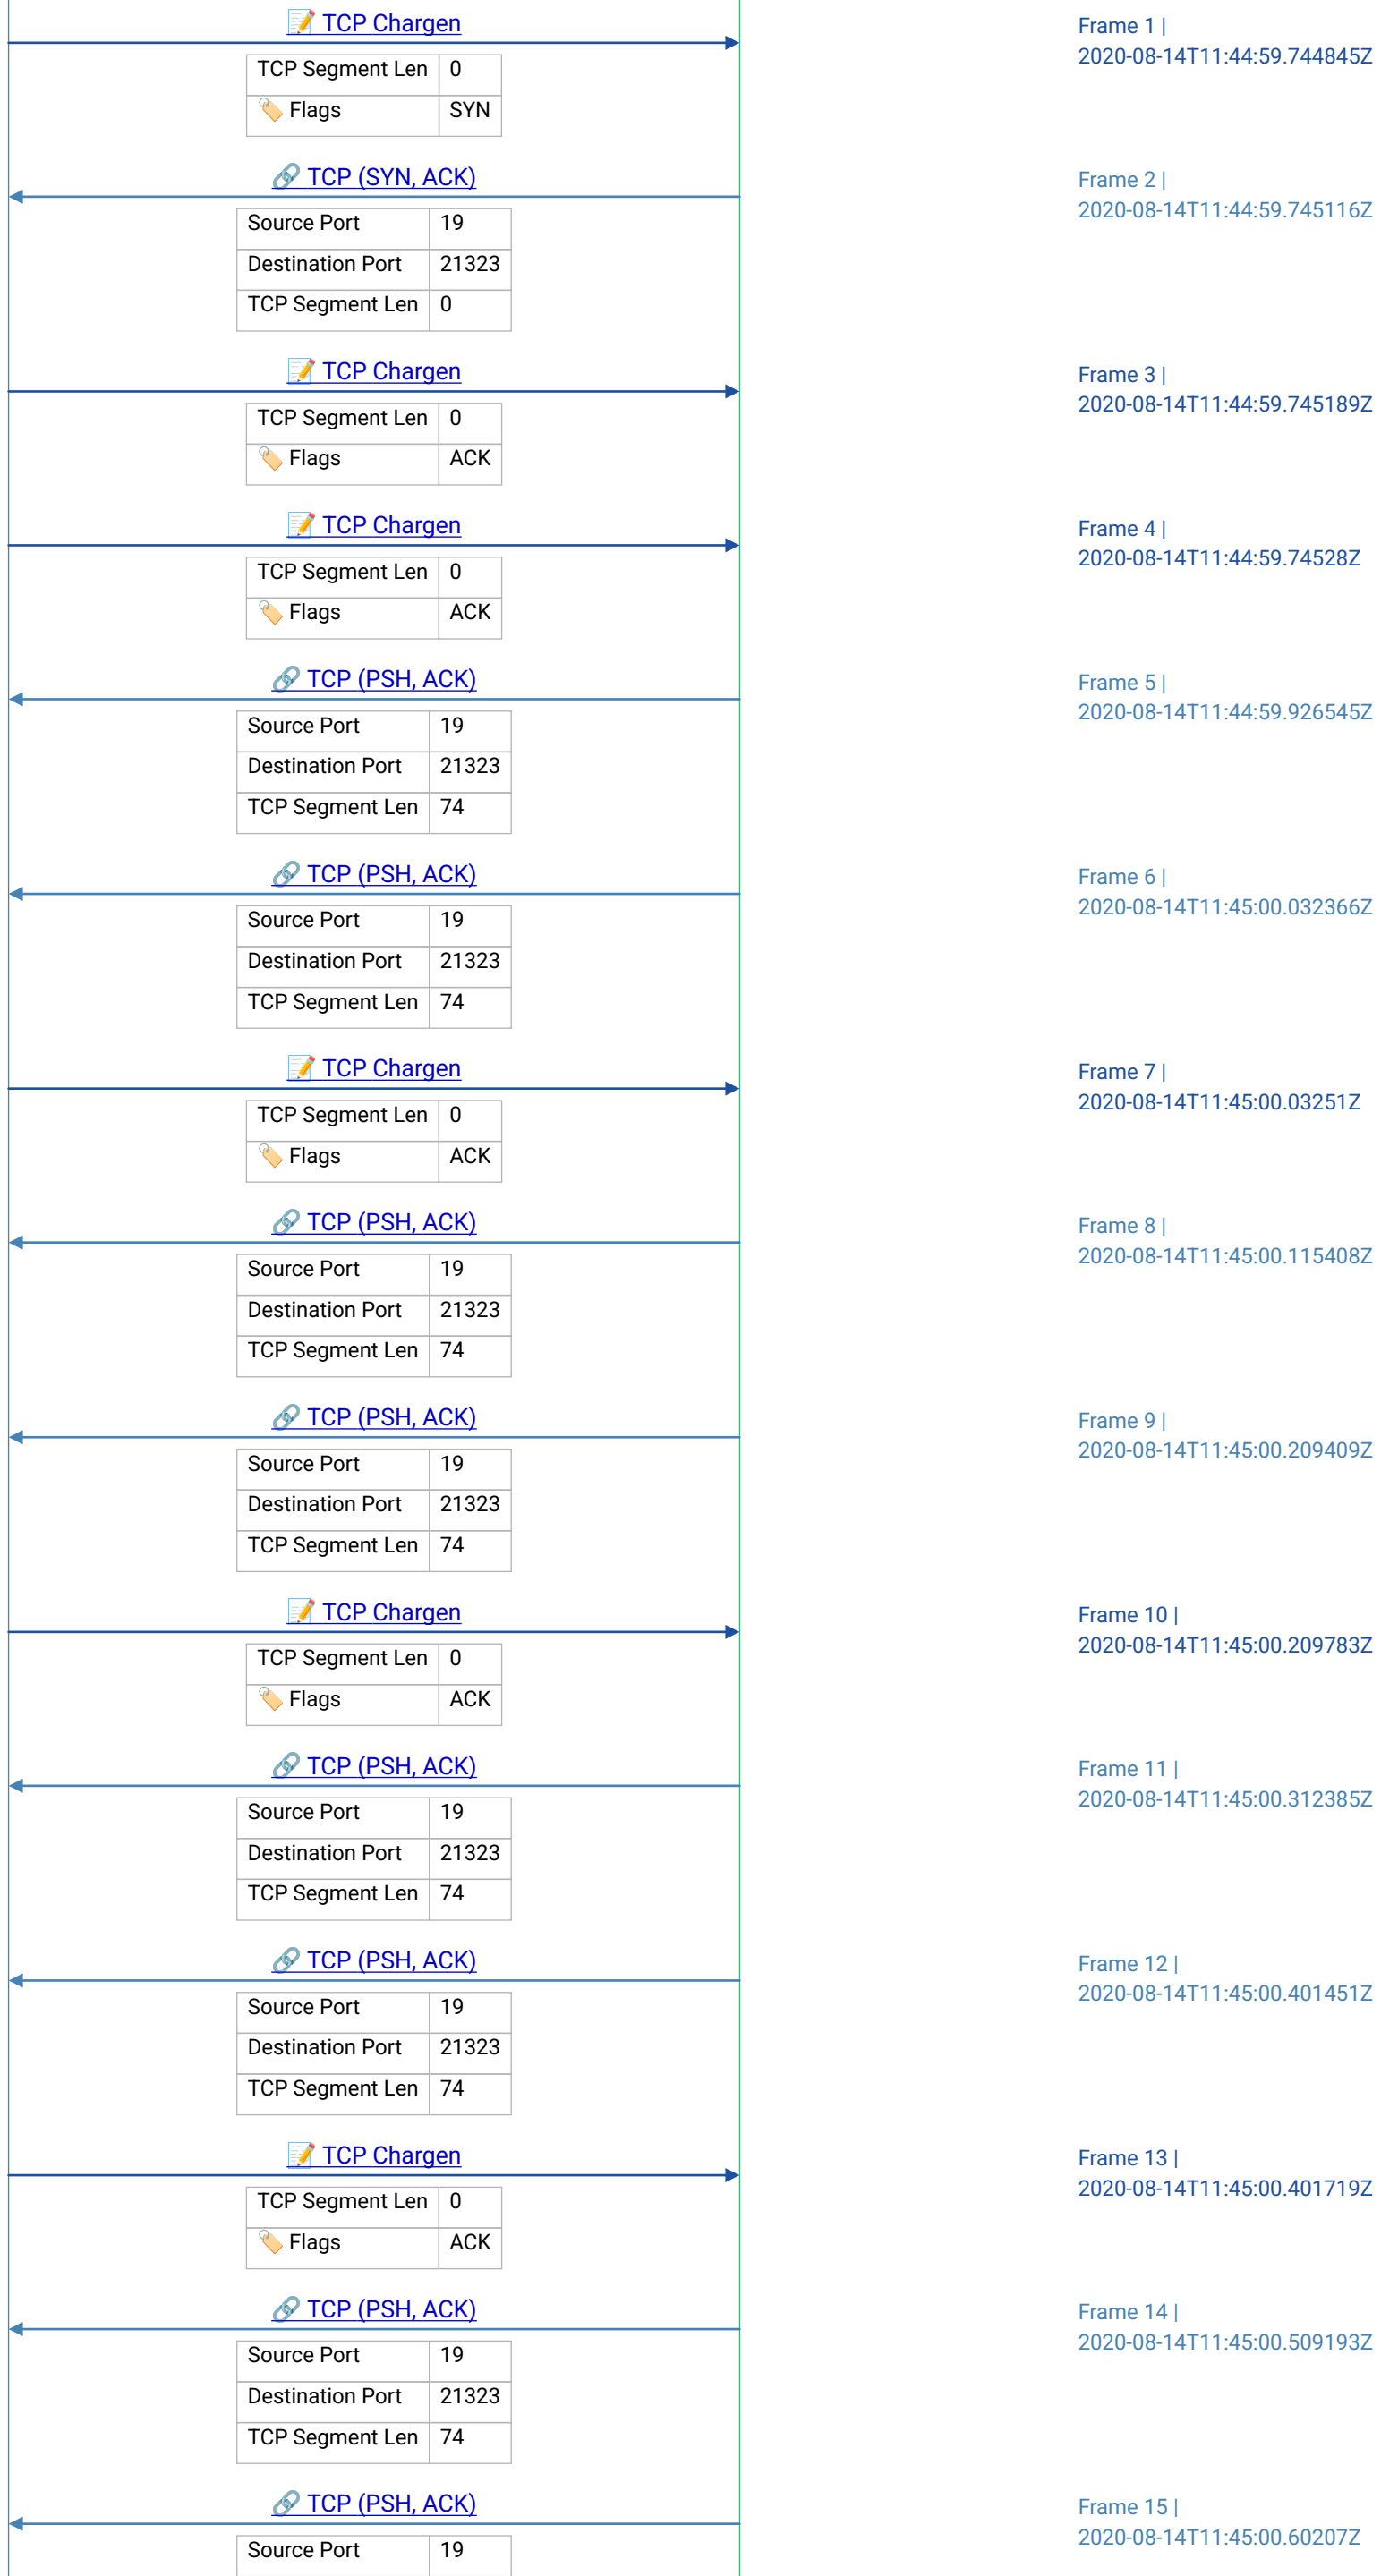 📝 TCP Chargen
Frame 1 |
2020-08-14T11:44:59.744845Z
TCP Segment Len 0
🏷️ Flags SYN
🔗 TCP (SYN, ACK)
Frame 2 |
2020-08-14T11:44:59.745116Z
Source Port 19
Destination Port 21323
TCP Segment Len 0
📝 TCP Chargen
Frame 3 |
2020-08-14T11:44:59.745189Z
TCP Segment Len 0
🏷️ Flags ACK
📝 TCP Chargen
Frame 4 |
2020-08-14T11:44:59.74528Z
TCP Segment Len 0
🏷️ Flags ACK
🔗 TCP (PSH, ACK)
Frame 5 |
2020-08-14T11:44:59.926545Z
Source Port 19
Destination Port 21323
TCP Segment Len 74
🔗 TCP (PSH, ACK)
Frame 6 |
2020-08-14T11:45:00.032366Z
Source Port 19
Destination Port 21323
TCP Segment Len 74
📝 TCP Chargen
Frame 7 |
2020-08-14T11:45:00.03251Z
TCP Segment Len 0
🏷️ Flags ACK
🔗 TCP (PSH, ACK)
Frame 8 |
2020-08-14T11:45:00.115408Z
Source Port 19
Destination Port 21323
TCP Segment Len 74
🔗 TCP (PSH, ACK)
Frame 9 |
2020-08-14T11:45:00.209409Z
Source Port 19
Destination Port 21323
TCP Segment Len 74
📝 TCP Chargen
Frame 10 |
2020-08-14T11:45:00.209783Z
TCP Segment Len 0
🏷️ Flags ACK
🔗 TCP (PSH, ACK)
Frame 11 |
2020-08-14T11:45:00.312385Z
Source Port 19
Destination Port 21323
TCP Segment Len 74
🔗 TCP (PSH, ACK)
Frame 12 |
2020-08-14T11:45:00.401451Z
Source Port 19
Destination Port 21323
TCP Segment Len 74
📝 TCP Chargen
Frame 13 |
2020-08-14T11:45:00.401719Z
TCP Segment Len 0
🏷️ Flags ACK
🔗 TCP (PSH, ACK)
Frame 14 |
2020-08-14T11:45:00.509193Z
Source Port 19
Destination Port 21323
TCP Segment Len 74
🔗 TCP (PSH, ACK)
Frame 15 |
2020-08-14T11:45:00.60207Z
Source Port 19